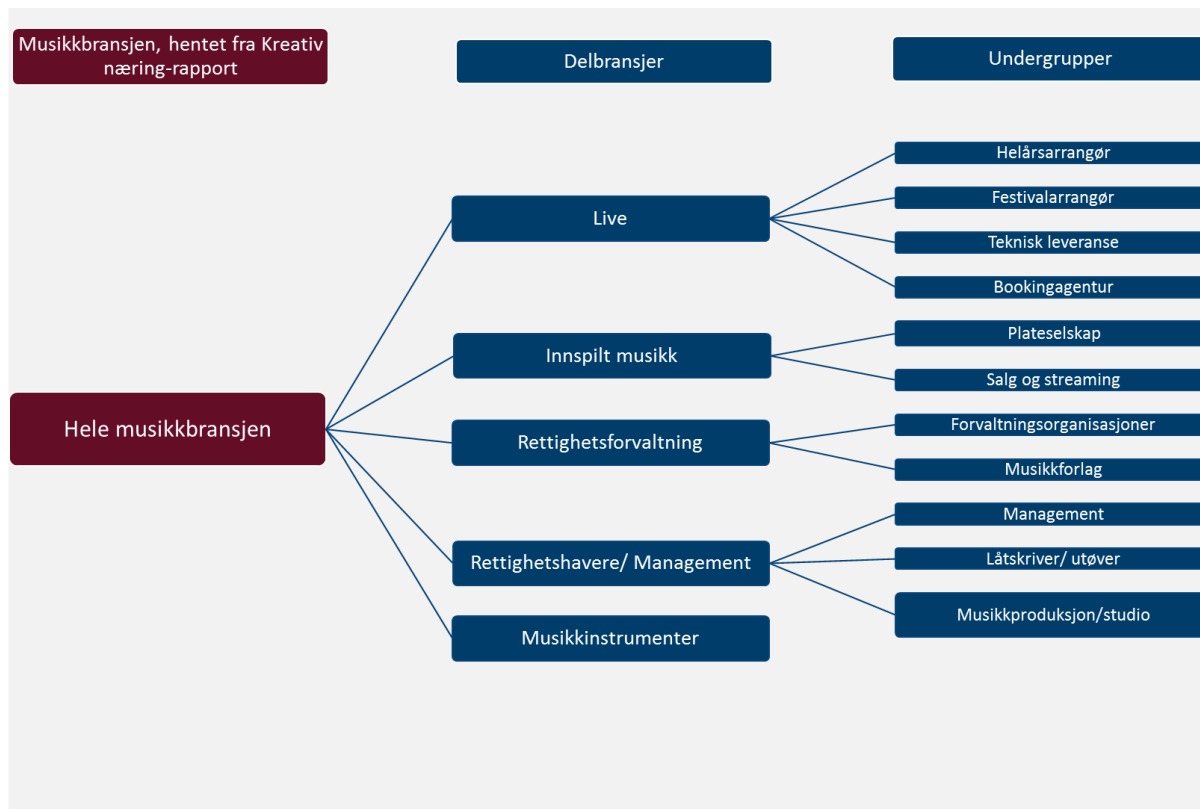 Musikkbransjen, hentet fra Kreativ
næring-rapport
Delbransjer
Undergrupper
Hele musikkbransjen
Live
Helårsarrangør
Festivalarrangør
Teknisk leveranse
Bookingagentur
Innspilt musikk
Plateselskap
Salg og streaming
Rettighetsforvaltning
Forvaltningsorganisasjoner
Musikkforlag
Rettighetshavere/ Management
Management
Låtskriver/ utøver
Musikkproduksjon/studio
Musikkinstrumenter